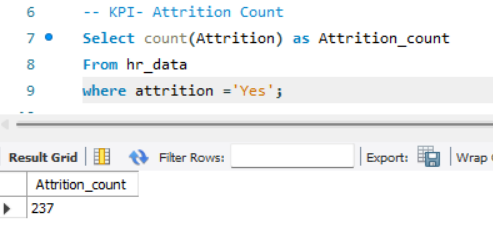 6 -- KPI- Attrition Count
7 Select count(Attrition) as Attrition_count
8 From hr_data
9 where attrition ='Yes';
Result Grid Filter Rows: Export: Wrap
Attrition_count
237